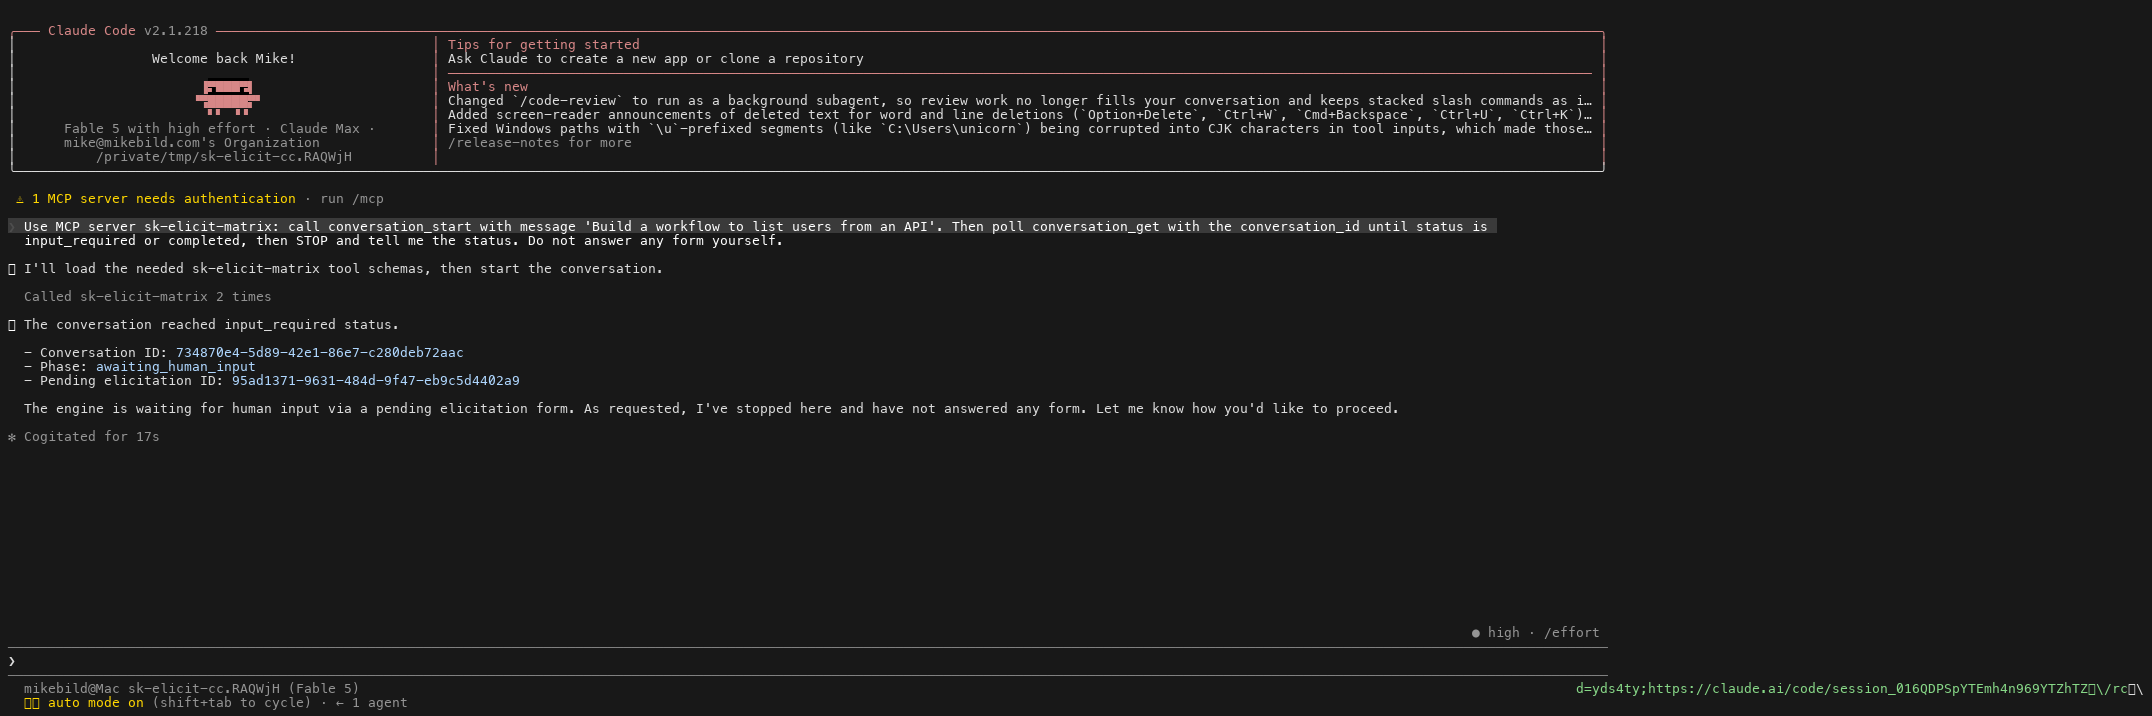 Claude Code v2.1.218
Welcome back Mike!
Fable 5 with high effort · Claude Max ·
mike@mikebild.com's Organization
/private/tmp/sk-elicit-cc.RAQWjH
Tips for getting started
Ask Claude to create a new app or clone a repository
What's new
Changed `/code-review` to run as a background subagent, so review work no longer fills your conversation and keeps stacked slash commands as i…
Added screen-reader announcements of deleted text for word and line deletions (`Option+Delete`, `Ctrl+W`, `Cmd+Backspace`, `Ctrl+U`, `Ctrl+K`)…
Fixed Windows paths with `\u`-prefixed segments (like `C:\Users\unicorn`) being corrupted into CJK characters in tool inputs, which made those…
/release-notes for more
⚠ 1 MCP server needs authentication · run /mcp
❯ Use MCP server sk-elicit-matrix: call conversation_start with message 'Build a workflow to list users from an API'. Then poll conversation_get with the conversation_id until status is
input_required or completed, then STOP and tell me the status. Do not answer any form yourself.
I'll load the needed sk-elicit-matrix tool schemas, then start the conversation.
Called sk-elicit-matrix 2 times
The conversation reached input_required status.
- Conversation ID: 734870e4-5d89-42e1-86e7-c280deb72aac
- Phase: awaiting_human_input
- Pending elicitation ID: 95ad1371-9631-484d-9f47-eb9c5d4402a9
The engine is waiting for human input via a pending elicitation form. As requested, I've stopped here and have not answered any form. Let me know how you'd like to proceed.
✻ Cogitated for 17s
● high · /effort
❯
mikebild@Mac sk-elicit-cc.RAQWjH (Fable 5)
d=yds4ty;https://claude.ai/code/session_016QDPSpYTEmh4n969YTZhTZ▯\/rc▯\
▯▯ auto mode on (shift+tab to cycle) · ← 1 agent